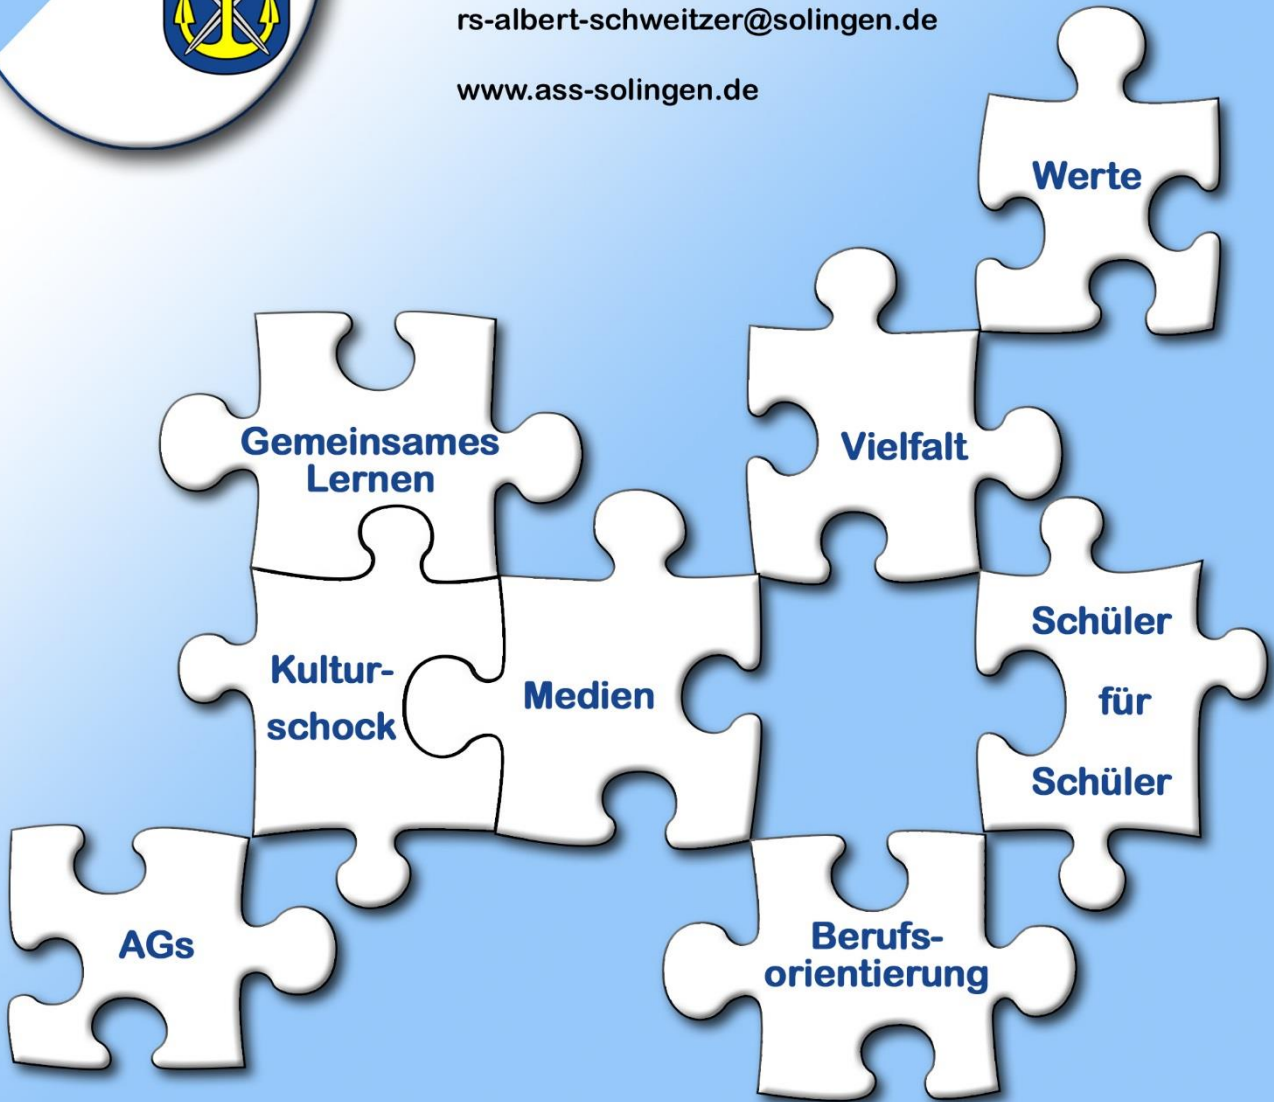 rs-albert-schweitzer@solingen.de
www.ass-solingen.de
Werte
Gemeinsames
Lernen
Vielfalt
Kultur-
schock
Medien
Schüler
für
Schüler
AGs
Berufs-
orientierung